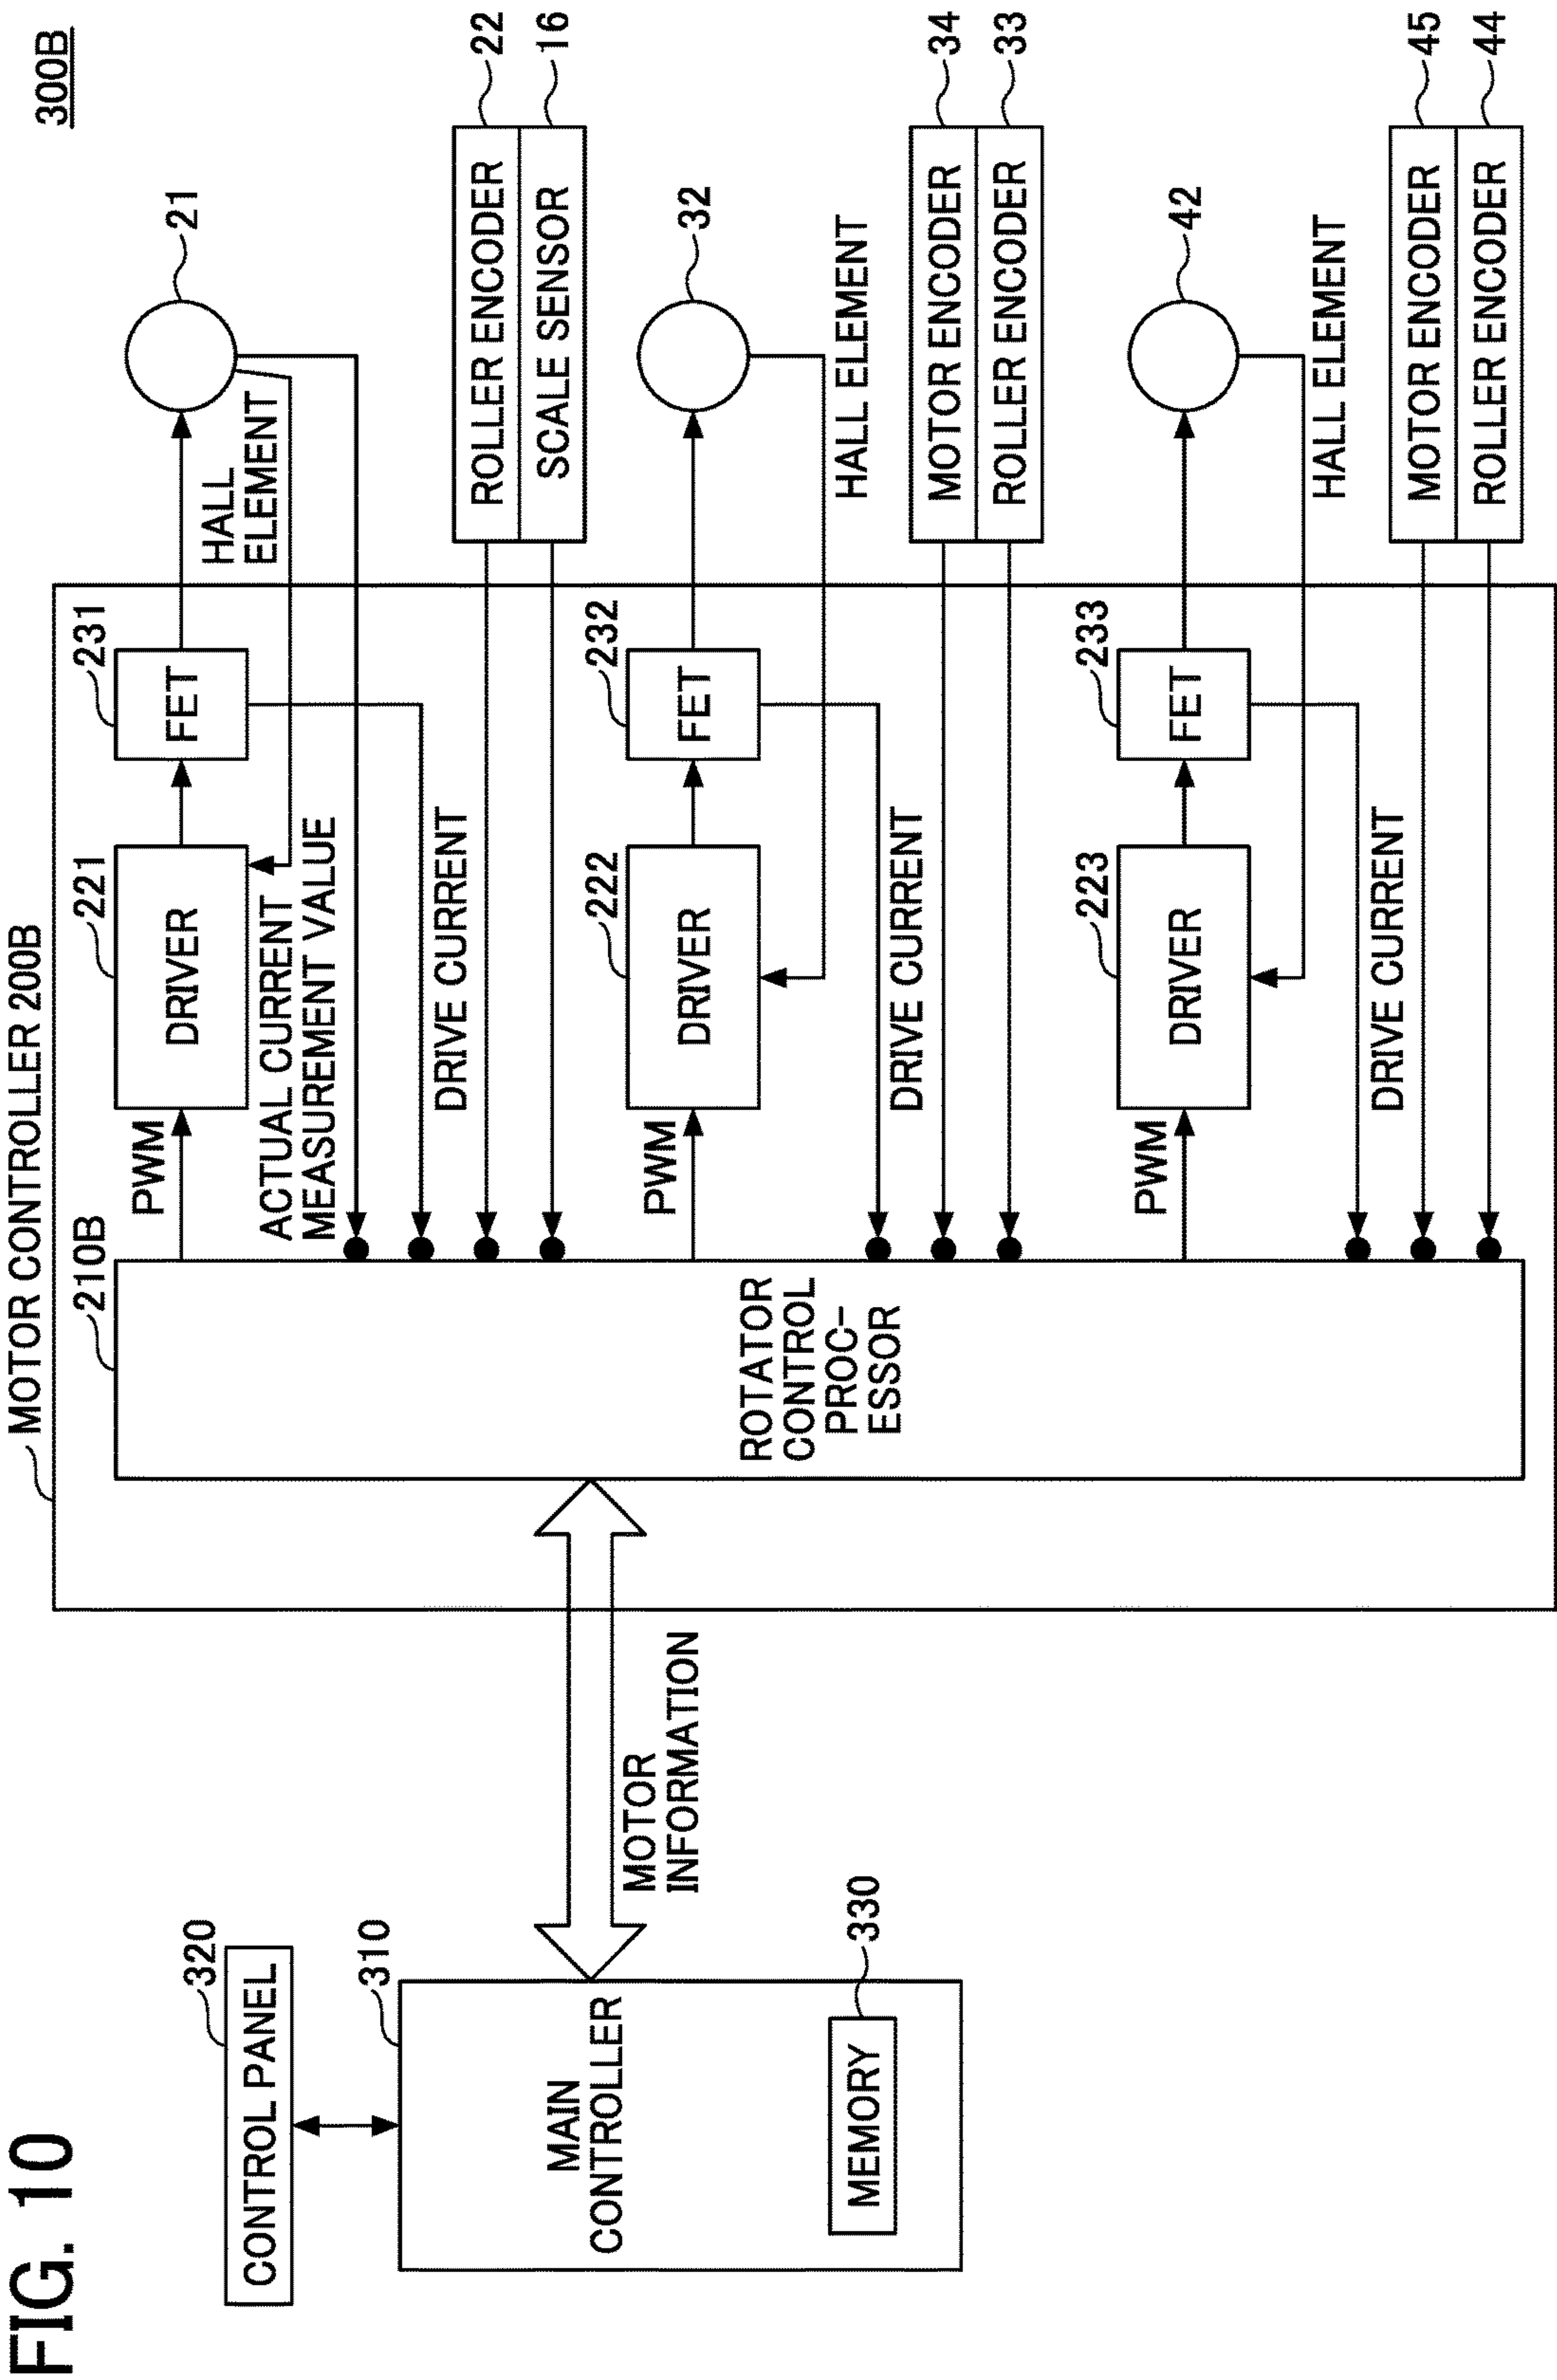 FIG. 10
300B
CONTROL PANEL
320
MAIN
CONTROLLER
310
MEMORY
330
MOTOR
INFORMATION
MOTOR CONTROLLER 200B
210B
ROTATOR
CONTROL
PROC-
ESSOR
PWM
221
DRIVER
231
FET
21
HALL
ELEMENT
ACTUAL CURRENT
MEASUREMENT VALUE
DRIVE CURRENT
ROLLER ENCODER
22
SCALE SENSOR
16
PWM
222
DRIVER
232
FET
32
HALL ELEMENT
DRIVE CURRENT
MOTOR ENCODER
34
ROLLER ENCODER
33
PWM
223
DRIVER
233
FET
42
HALL ELEMENT
DRIVE CURRENT
MOTOR ENCODER
45
ROLLER ENCODER
44